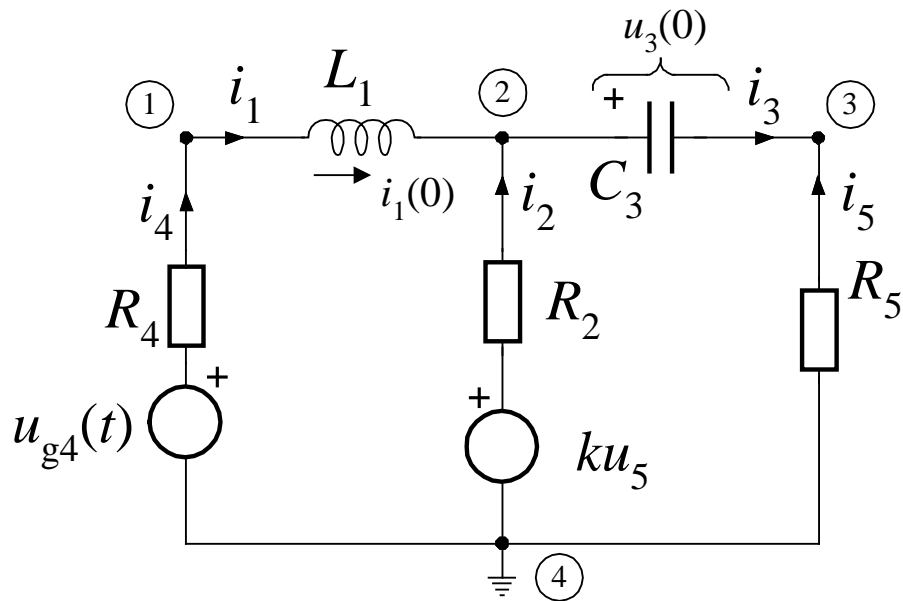 u₃(0)
+
1
i₁
L₁
2
i₃
3
i₁(0)
C₃
i₄
i₂
i₅
R₄
R₂
R₅
+
+
u_g4(t)
ku₅
4